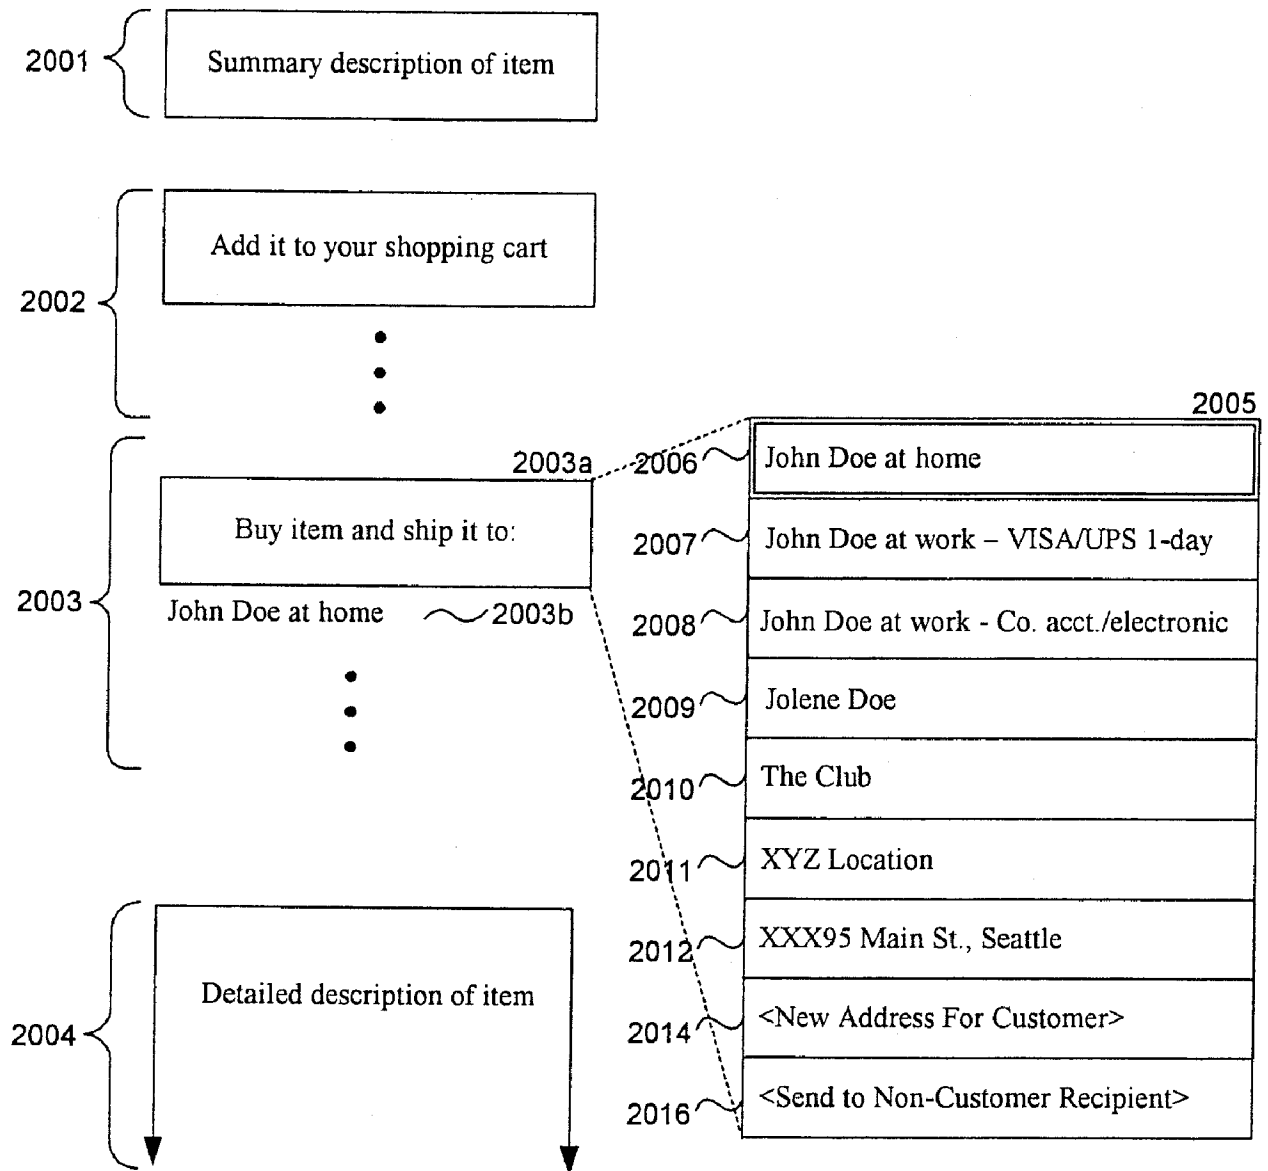 2001
Summary description of item
2002
Add it to your shopping cart
2003
2003a
Buy item and ship it to:
John Doe at home
2003b
2004
Detailed description of item
2005
2006
John Doe at home
2007
John Doe at work – VISA/UPS 1-day
2008
John Doe at work - Co. acct./electronic
2009
Jolene Doe
2010
The Club
2011
XYZ Location
2012
XXX95 Main St., Seattle
2014
<New Address For Customer>
2016
<Send to Non-Customer Recipient>